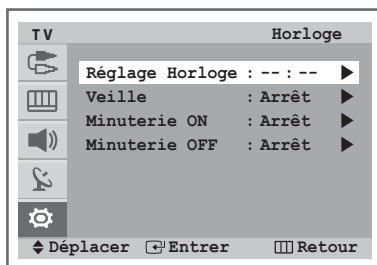 TV Horloge
Réglage Horloge : -- : -- ▶
Veille : Arrêt ▶
Minuterie ON : Arrêt ▶
Minuterie OFF : Arrêt ▶
Déplacer Entrer Retour